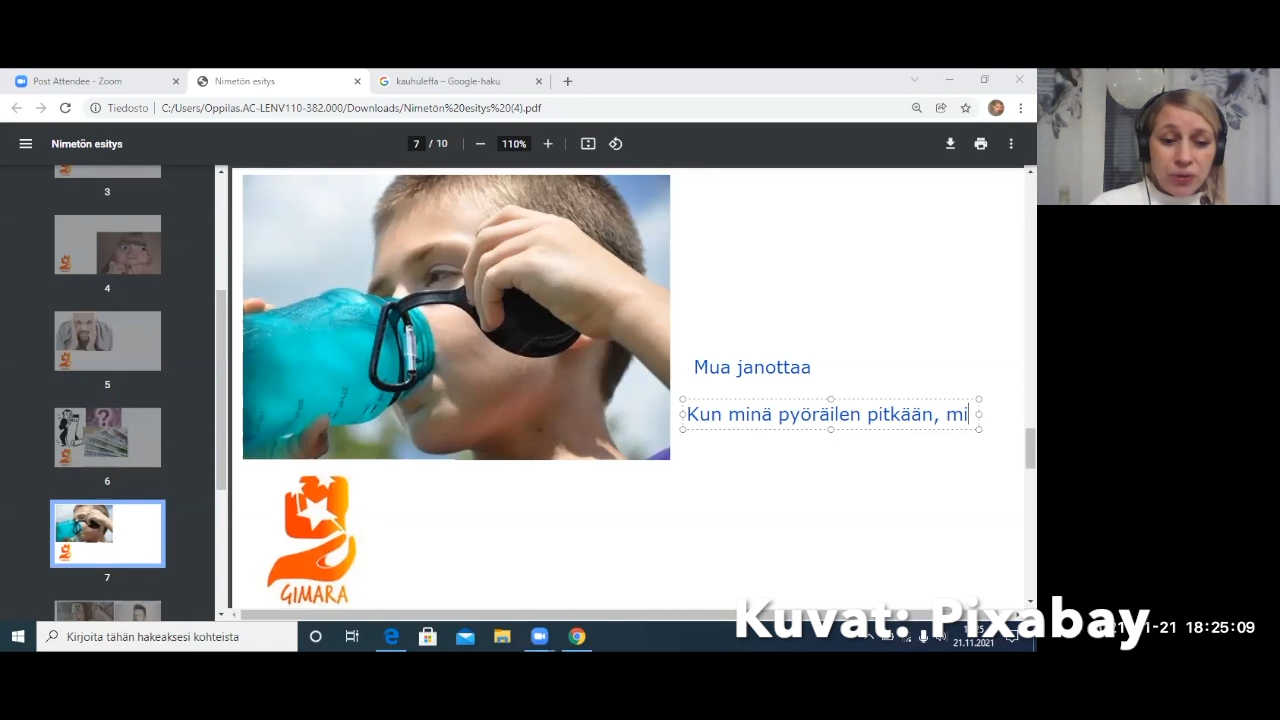 Post Attendee - Zoom
Nimetön esitys
kauhuleffa – Google-haku
Tiedosto
C:/Users/Oppilas.AC-LENV110-382.000/Downloads/Nimetön%20esitys%20(4).pdf
Nimetön esitys
7 / 10
110%
3
4
5
6
7
Mua janottaa
Kun minä pyöräilen pitkään, mi
GIMARA
Kuvat: Pixabay
Kirjoita tähän hakeaksesi kohteista
21.11.2021
1-21 18:25:09